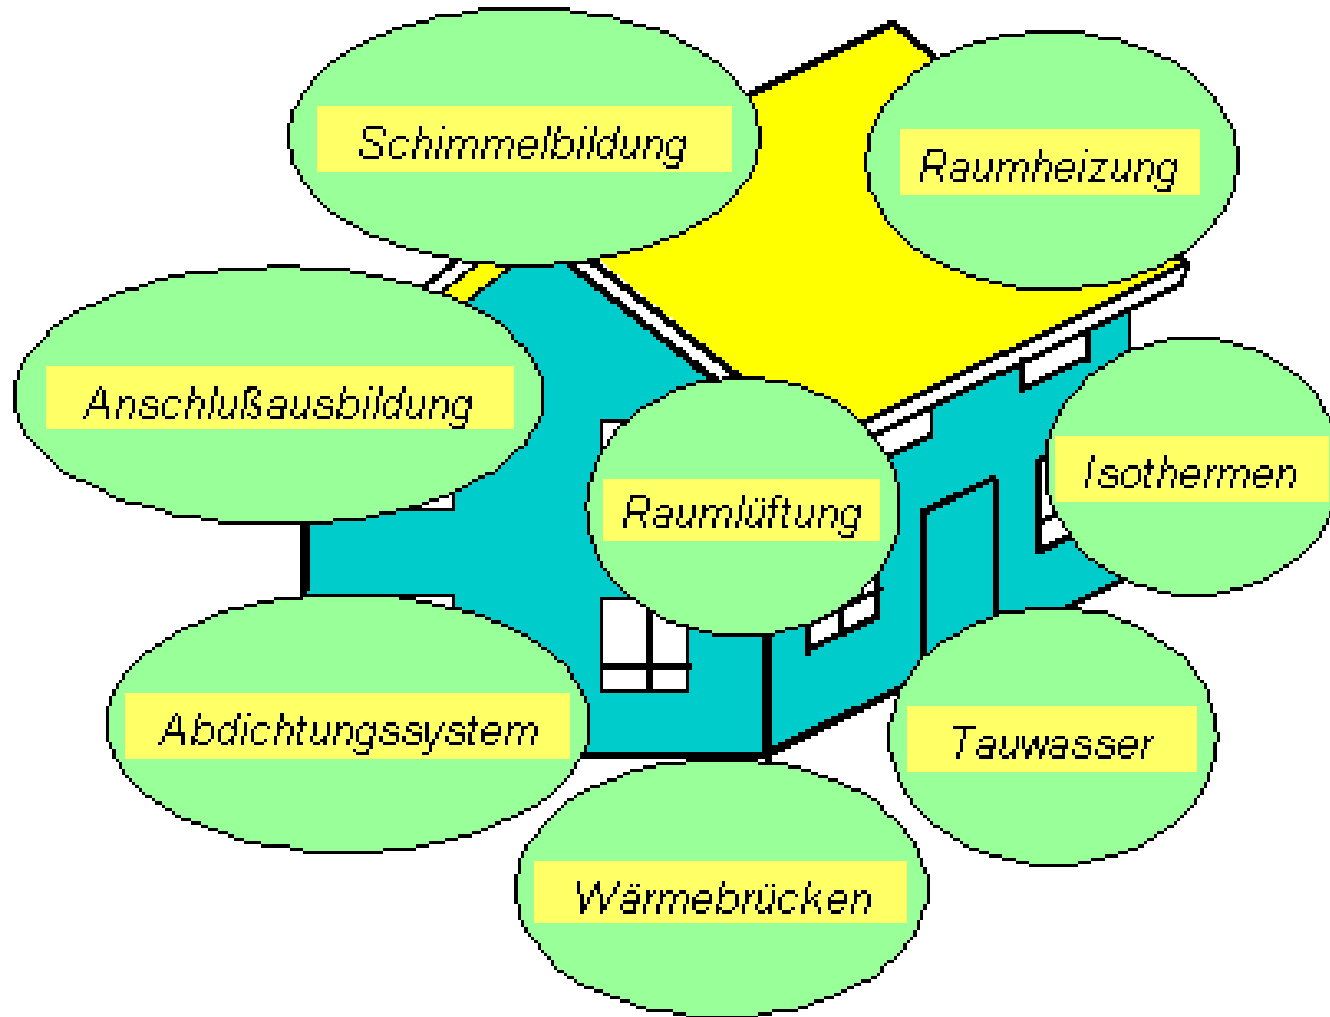 Schimmelbildung
Raumheizung
Anschlußausbildung
Isothermen
Raumlüftung
Abdichtungssystem
Tauwasser
Wärmebrücken